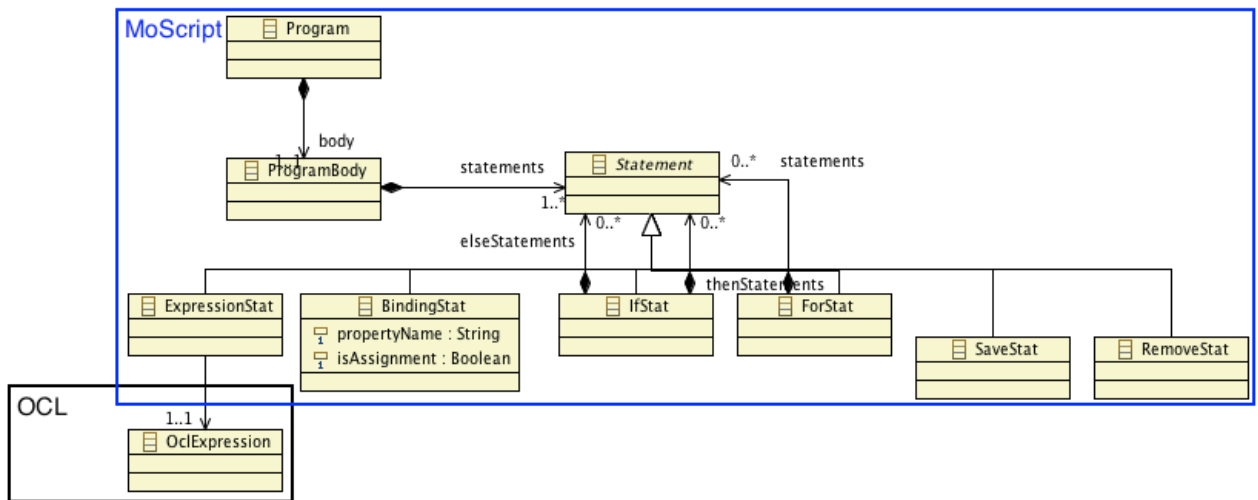 MoScript
Program
body
1..1
ProgramBody
statements
1..*
Statement
0..*
statements
elseStatements
0..*
0..*
thenStatements
ExpressionStat
BindingStat
propertyName : String
isAssignment : Boolean
IfStat
ForStat
SaveStat
RemoveStat
OCL
1..1
OclExpression